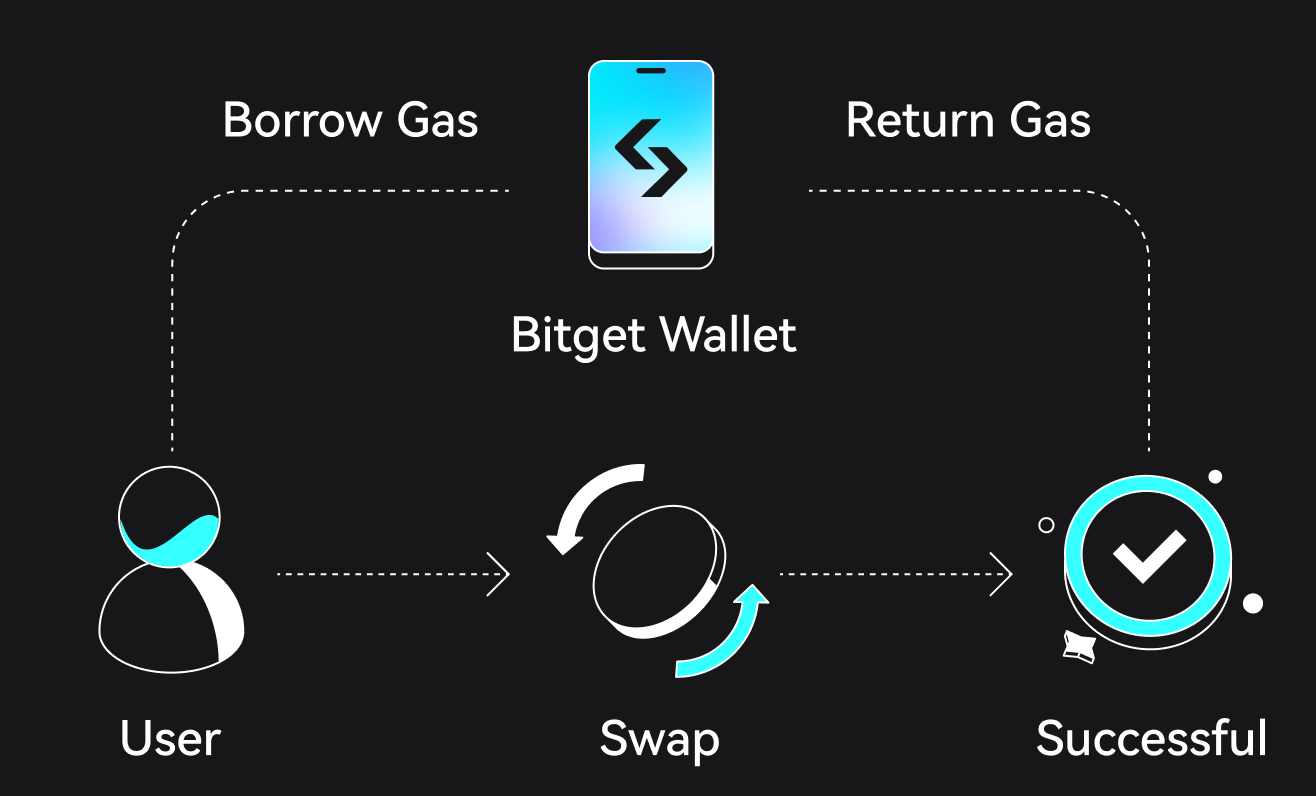 Borrow Gas
Return Gas
Bitget Wallet
User
Swap
Successful